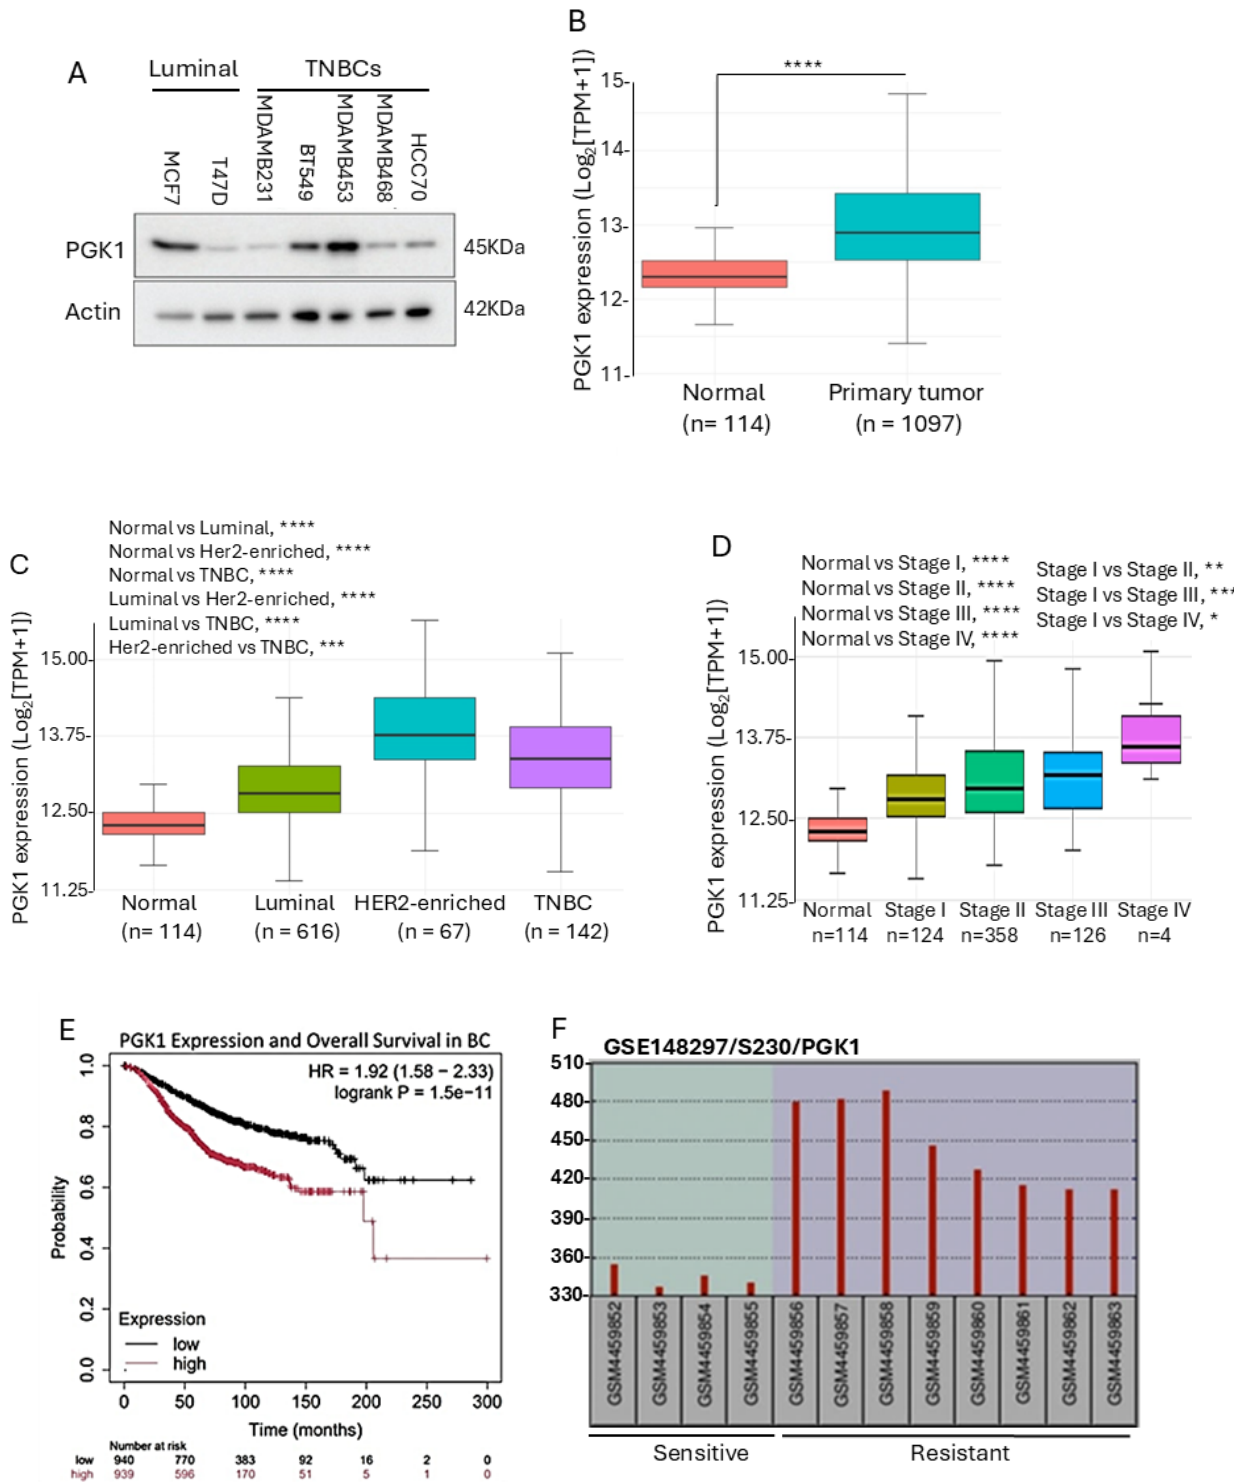 A
Luminal
TNBCs
MCF7
T47D
MDAMB231
BT549
MDAMB453
MDAMB468
HCC70
PGK1
45KDa
Actin
42KDa
B
PGK1 expression (Log2[TPM+1])
****
15-
14-
13-
12-
11-
Normal
(n= 114)
Primary tumor
(n = 1097)
C
Normal vs Luminal, ****
Normal vs Her2-enriched, ****
Normal vs TNBC, ****
Luminal vs Her2-enriched, ****
Luminal vs TNBC, ****
Her2-enriched vs TNBC, ***
PGK1 expression (Log2[TPM+1])
15.00-
13.75-
12.50
11.25
Normal
(n= 114)
Luminal
(n = 616)
HER2-enriched
(n = 67)
TNBC
(n = 142)
D
Normal vs Stage I, ****
Normal vs Stage II, ****
Normal vs Stage III, ****
Normal vs Stage IV, ****
Stage I vs Stage II, **
Stage I vs Stage III, ***
Stage I vs Stage IV, *
PGK1 expression (Log2[TPM+1])
15.00-
13.75-
12.50-
11.25-
Normal
n=114
Stage I
n=124
Stage II
n=358
Stage III
n=126
Stage IV
n=4
E
PGK1 Expression and Overall Survival in BC
HR = 1.92 (1.58 − 2.33)
logrank P = 1.5e−11
Probability
1.0
0.8
0.6
0.4
0.2
0.0
Expression
low
high
0 50 100 150 200 250 300
Time (months)
Number at risk
low 940 770 383 92 16 2 0
high 939 596 170 51 5 1 0
F
GSE148297/S230/PGK1
510
480
450
420
390
360
330
GSM4459852
GSM4459853
GSM4459854
GSM4459855
GSM4459856
GSM4459857
GSM4459858
GSM4459859
GSM4459860
GSM4459861
GSM4459862
GSM4459863
Sensitive
Resistant